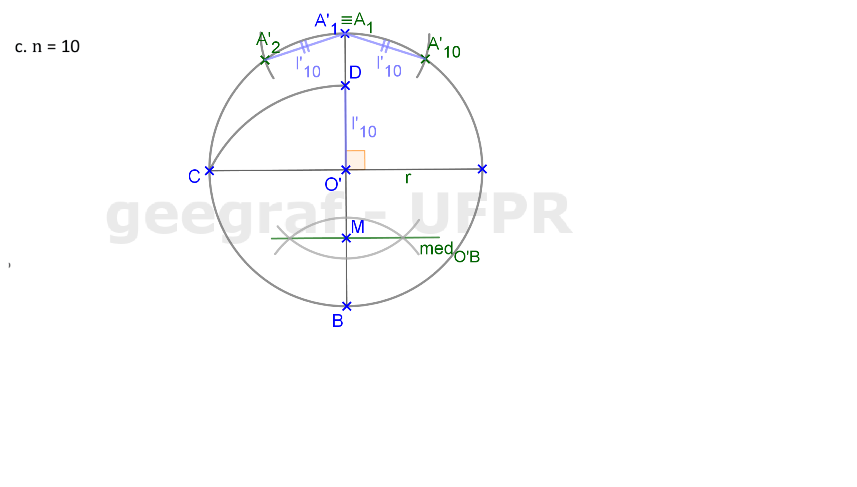 A'1 ≡A1
c. n = 10
A'2
A'10
l'10
l'10
D
l'10
C
O'
r
geegraf - UFPR
M
medO'B
B